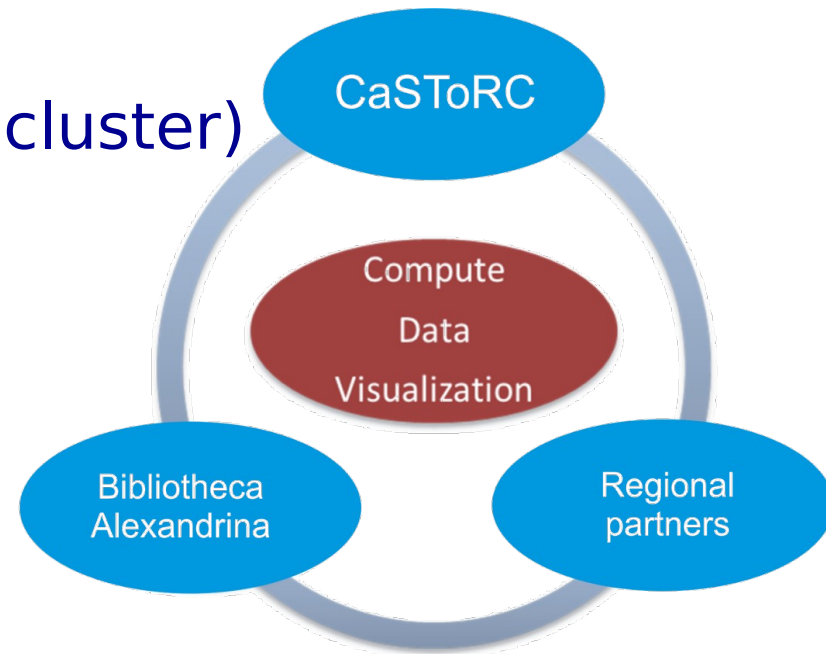 CaSToRC
cluster)
Compute
Data
Visualization
Bibliotheca
Alexandrina
Regional
partners